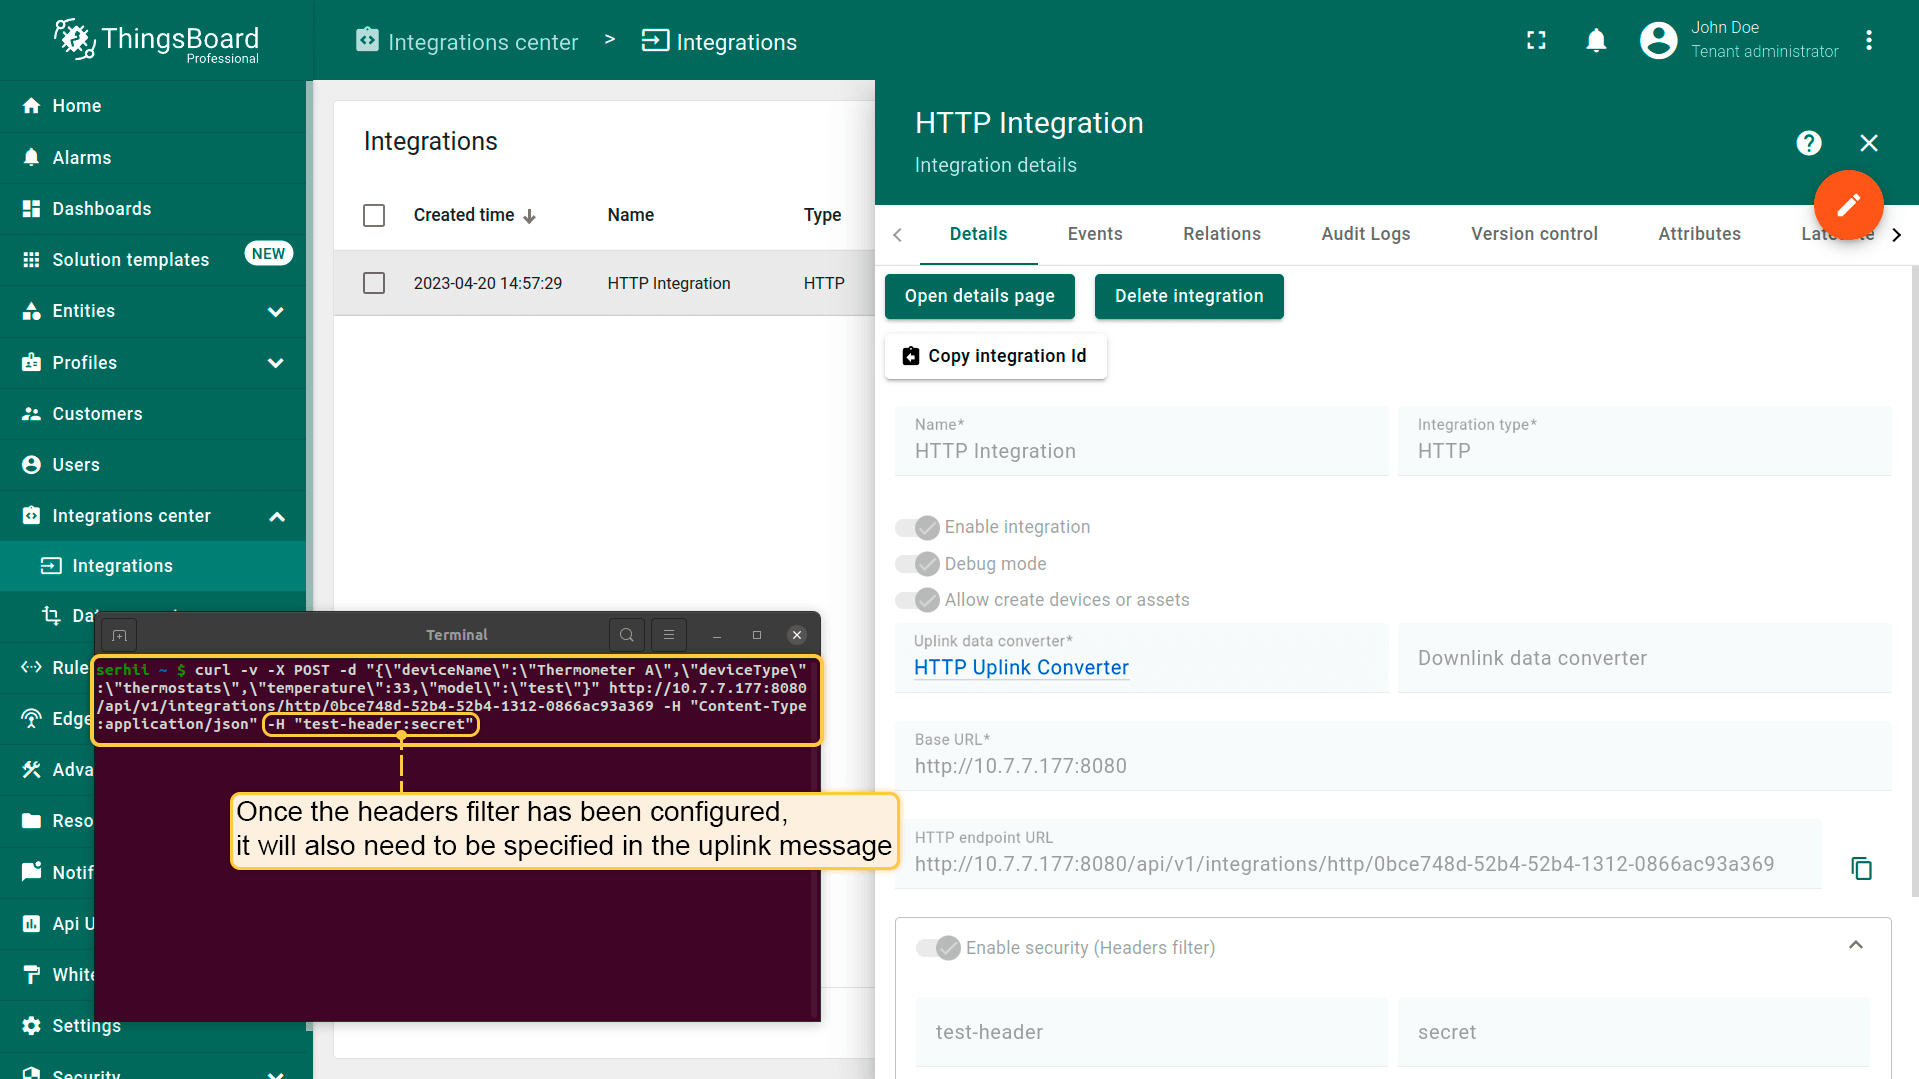 ThingsBoard
Professional
Integrations center > Integrations
John Doe
Tenant administrator
Home
Alarms
Dashboards
Solution templates
NEW
Entities
Profiles
Customers
Users
Integrations center
Integrations
Rule
Edge
Adva
Reso
Notif
Api U
White
Settings
Security
Integrations
Created time Name Type
2023-04-20 14:57:29 HTTP Integration HTTP
HTTP Integration
Integration details
Details Events Relations Audit Logs Version control Attributes
Open details page Delete integration
Copy integration Id
Name*
HTTP Integration
Integration type*
HTTP
Enable integration
Debug mode
Allow create devices or assets
Uplink data converter*
HTTP Uplink Converter
Downlink data converter
Base URL*
http://10.7.7.177:8080
HTTP endpoint URL
http://10.7.7.177:8080/api/v1/integrations/http/0bce748d-52b4-52b4-1312-0866ac93a369
Enable security (Headers filter)
test-header
secret
Terminal
serhii ~ $ curl -v -X POST -d "{\"deviceName\":\"Thermometer A\",\"deviceType\"
:\"thermostats\",\"temperature\":33,\"model\":\"test\"}" http://10.7.7.177:8080
/api/v1/integrations/http/0bce748d-52b4-52b4-1312-0866ac93a369 -H "Content-Type
:application/json" -H "test-header:secret"
Once the headers filter has been configured,
it will also need to be specified in the uplink message